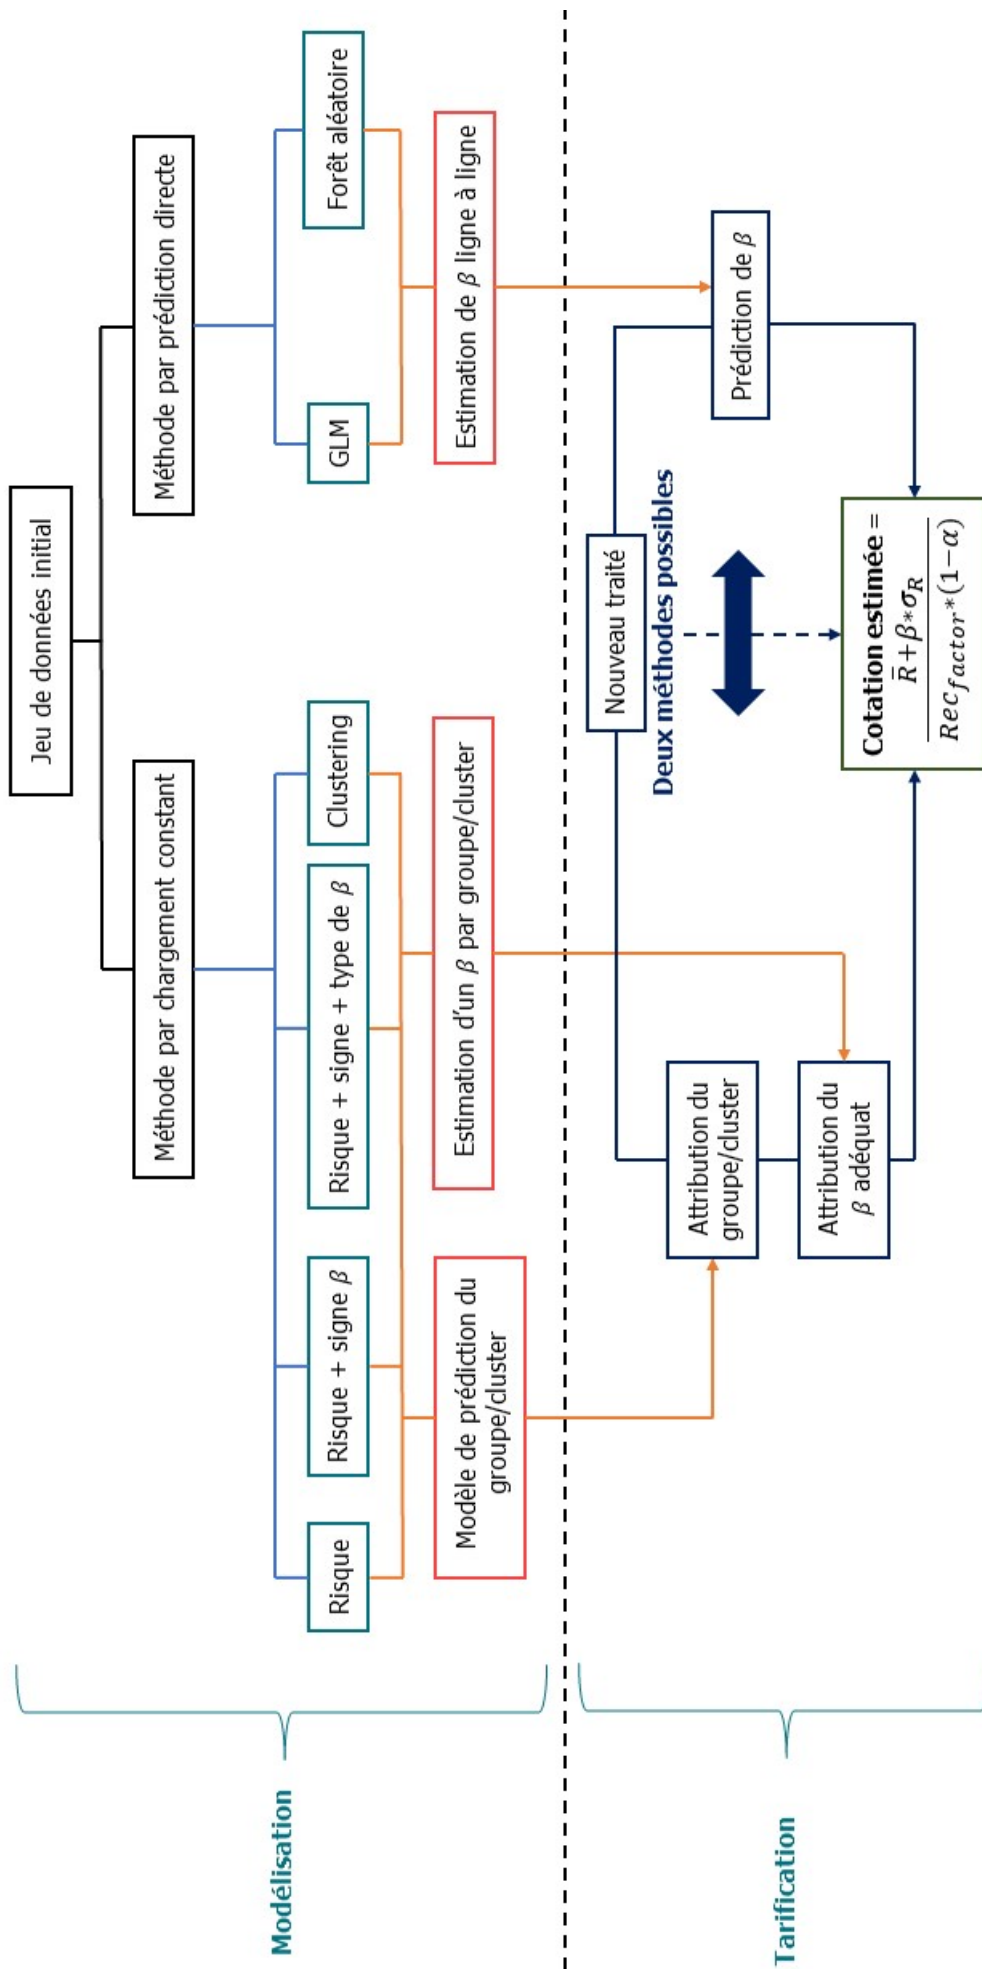 Jeu de données initial
Méthode par chargement constant
Méthode par prédiction directe
Risque
Risque + signe β
Risque + signe + type de β
Clustering
GLM
Forêt aléatoire
Modèle de prédiction du
groupe/cluster
Estimation d'un β par groupe/cluster
Estimation de β ligne à ligne
Modélisation
Nouveau traité
Deux méthodes possibles
Attribution du
groupe/cluster
Attribution du
β adéquat
Prédiction de β
Cotation estimée =
R̄ + β*σ_R
Rec_factor*(1−α)
Tarification